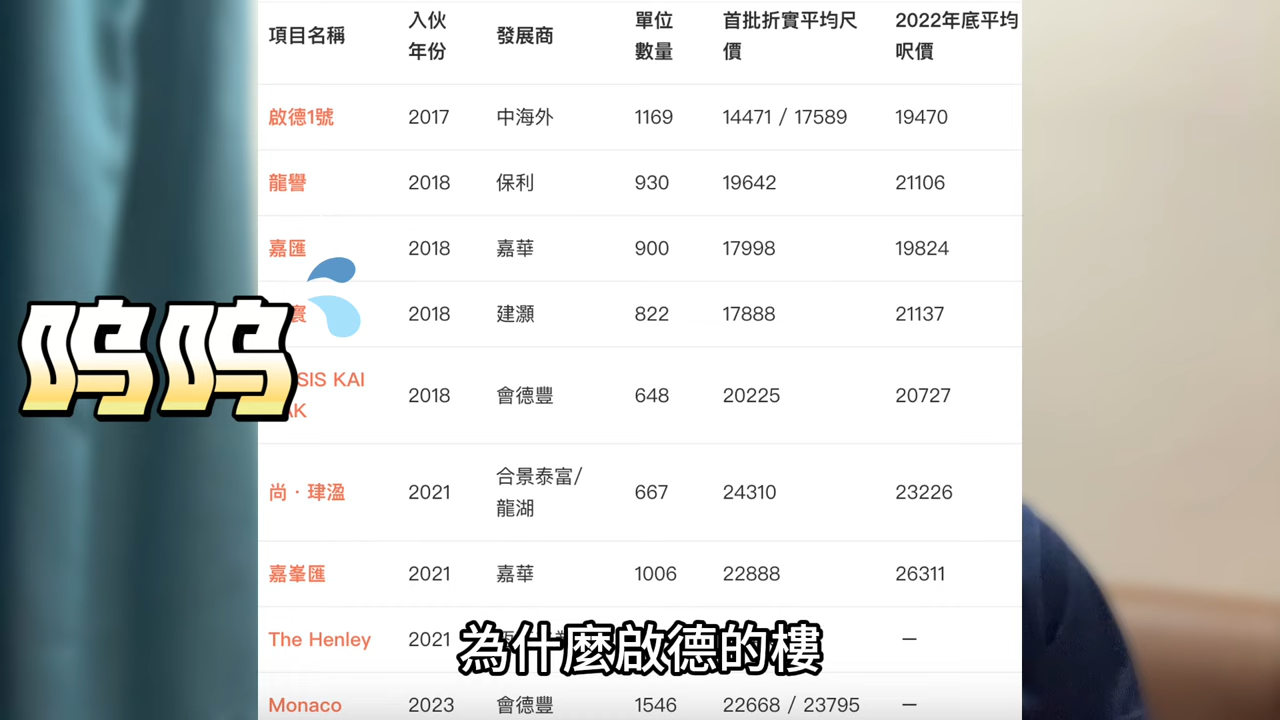 項目名稱 入伙年份 發展商 單位數量 首批折實平均尺價 2022年底平均呎價
啟德1號 2017 中海外 1169 14471 / 17589 19470
龍譽 2018 保利 930 19642 21106
嘉匯 2018 嘉華 900 17998 19824
寰 2018 建灝 822 17888 21137
SIS KAI AK 2018 會德豐 648 20225 20727
尚·珒溋 2021 合景泰富/龍湖 667 24310 23226
嘉峯匯 2021 嘉華 1006 22888 26311
The Henley 2021 —
Monaco 2023 會德豐 1546 22668 / 23795 —
嗚嗚
為什麼啟德的樓